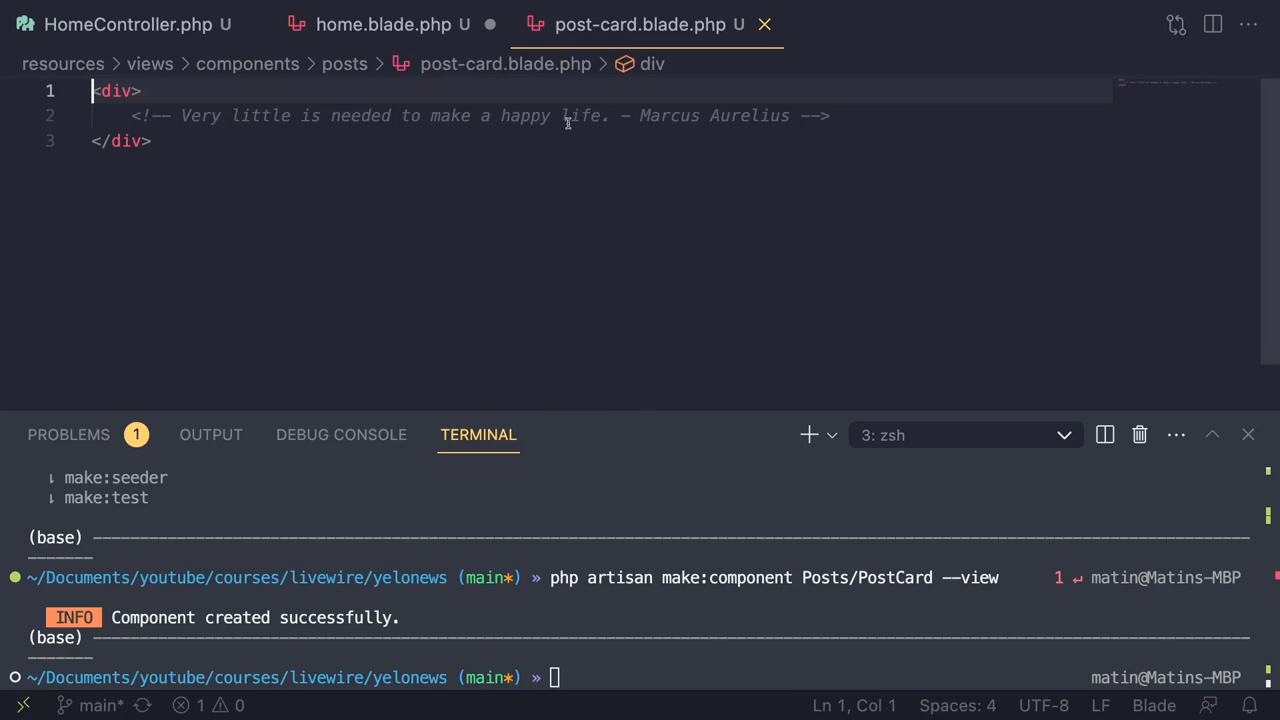 HomeController.php U home.blade.php U post-card.blade.php U
resources > views > components > posts > post-card.blade.php > div
1 <div>
2 <!-- Very little is needed to make a happy life. - Marcus Aurelius -->
3 </div>
PROBLEMS 1 OUTPUT DEBUG CONSOLE TERMINAL 3: zsh
↓ make:seeder
↓ make:test
(base) ────────────────────────────────────────
───────
~/Documents/youtube/courses/livewire/yelonews (main*) » php artisan make:component Posts/PostCard --view 1 ↵ matin@Matins-MBP
INFO Component created successfully.
(base) ────────────────────────────────────────
───────
~/Documents/youtube/courses/livewire/yelonews (main*) » matin@Matins-MBP
main* 1 0 Ln 1, Col 1 Spaces: 4 UTF-8 LF Blade